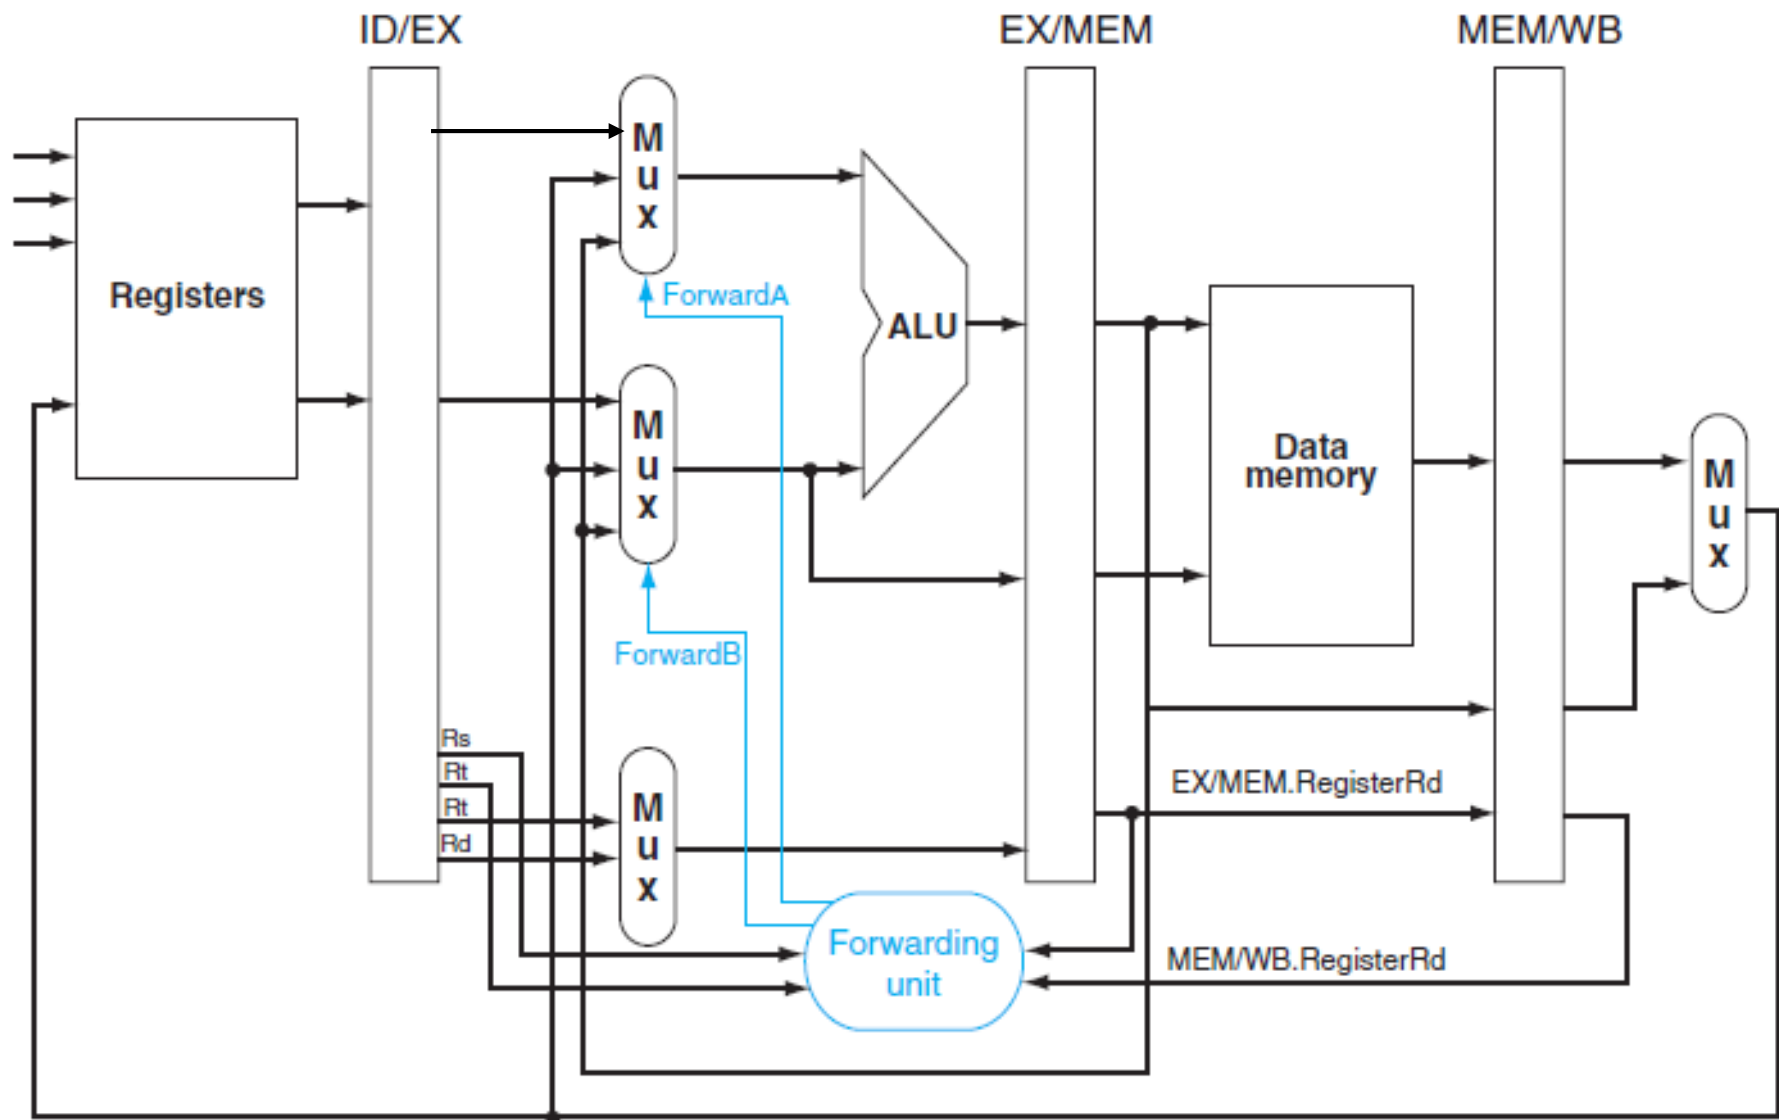 ID/EX
EX/MEM
MEM/WB
M
u
x
Registers
ForwardA
ALU
M
u
x
Data
memory
M
u
x
ForwardB
Rs
Rt
Rt
Rd
M
u
x
EX/MEM.RegisterRd
Forwarding
unit
MEM/WB.RegisterRd